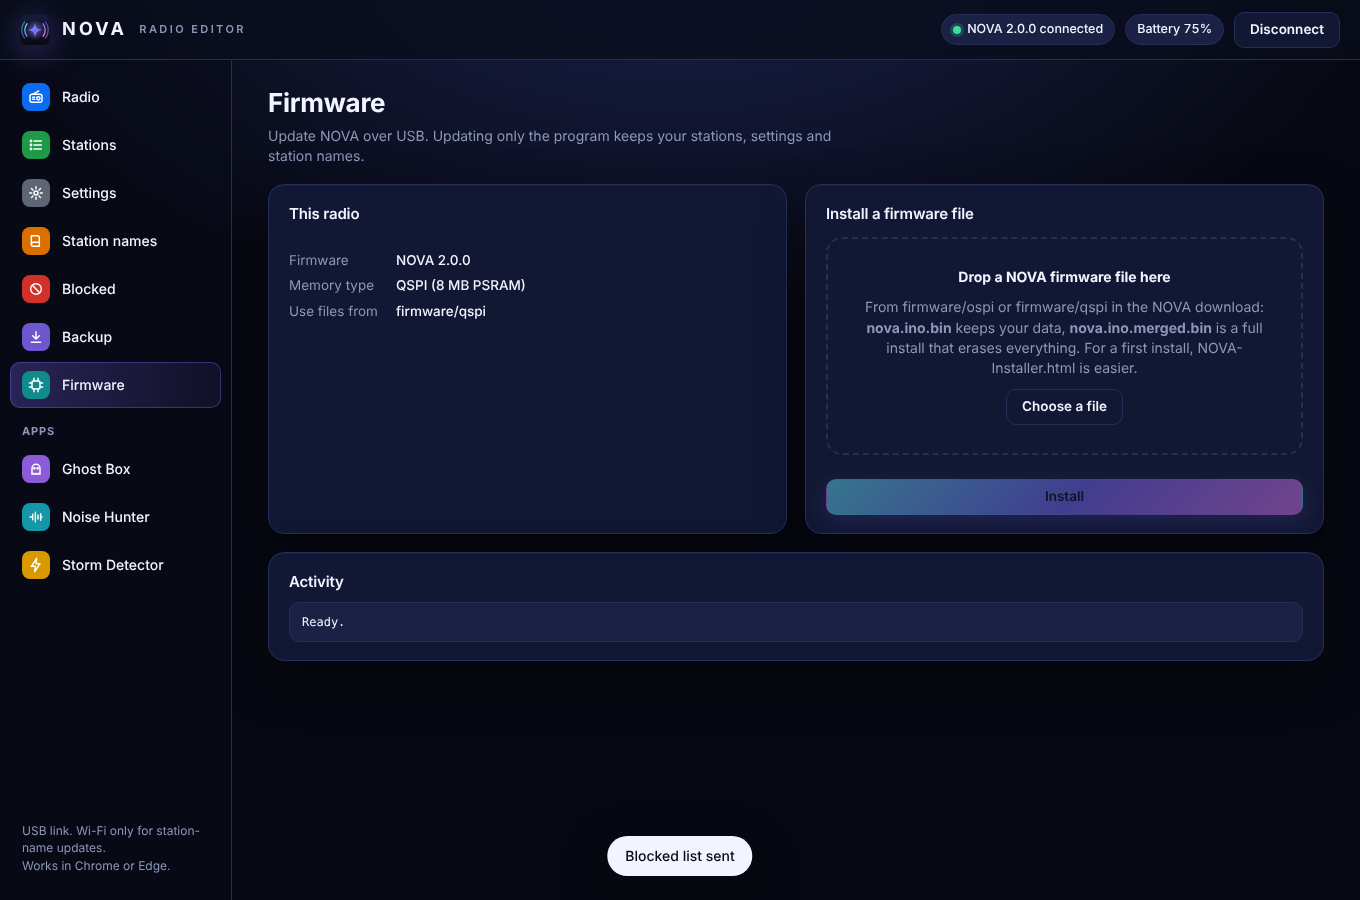 NOVA RADIO EDITOR
NOVA 2.0.0 connected
Battery 75%
Disconnect
Radio
Stations
Settings
Station names
Blocked
Backup
Firmware
APPS
Ghost Box
Noise Hunter
Storm Detector
USB link. Wi-Fi only for station-
name updates.
Works in Chrome or Edge.
Firmware
Update NOVA over USB. Updating only the program keeps your stations, settings and
station names.
This radio
Firmware NOVA 2.0.0
Memory type QSPI (8 MB PSRAM)
Use files from firmware/qspi
Install a firmware file
Drop a NOVA firmware file here
From firmware/ospi or firmware/qspi in the NOVA download:
nova.ino.bin keeps your data, nova.ino.merged.bin is a full
install that erases everything. For a first install, NOVA-
Installer.html is easier.
Choose a file
Install
Activity
Ready.
Blocked list sent